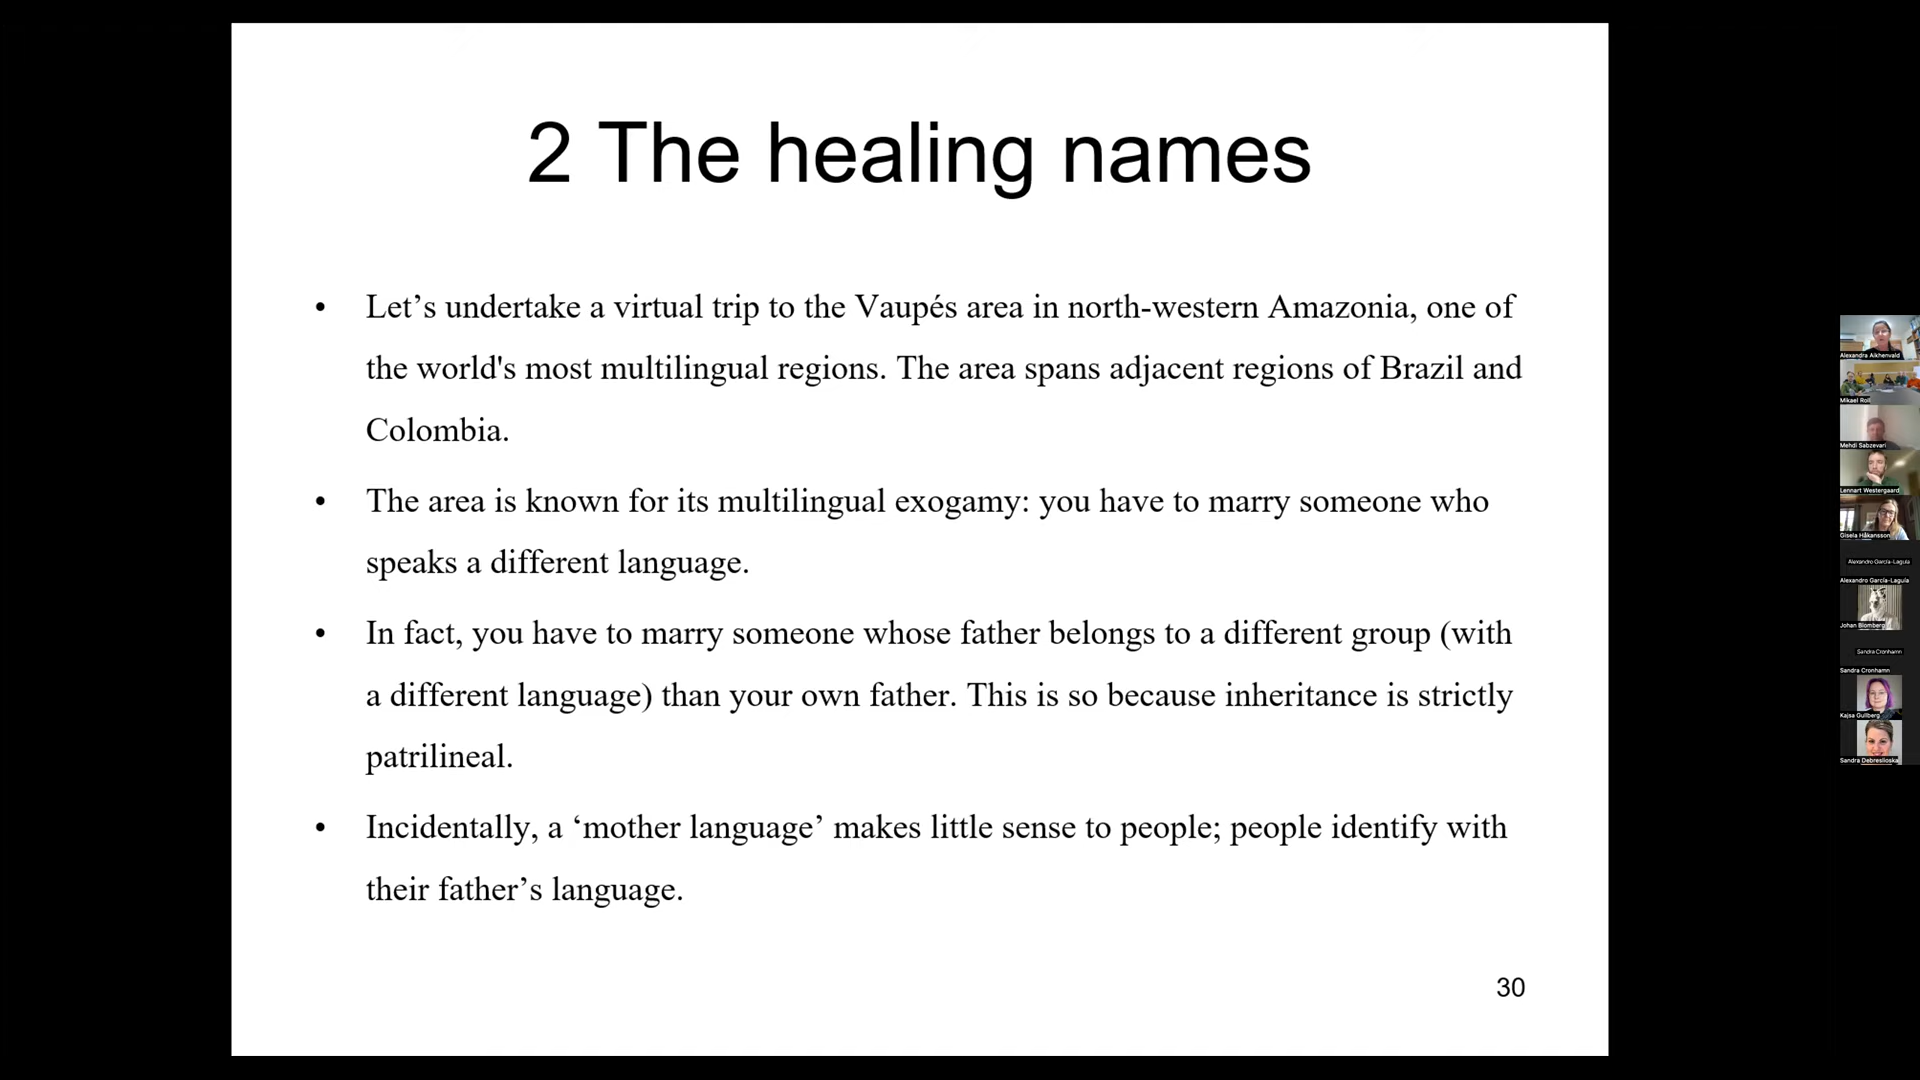 2 The healing names
• Let’s undertake a virtual trip to the Vaupés area in north-western Amazonia, one of
the world's most multilingual regions. The area spans adjacent regions of Brazil and
Colombia.
• The area is known for its multilingual exogamy: you have to marry someone who
speaks a different language.
• In fact, you have to marry someone whose father belongs to a different group (with
a different language) than your own father. This is so because inheritance is strictly
patrilineal.
• Incidentally, a ‘mother language’ makes little sense to people; people identify with
their father’s language.
30
Alexandra Aikhenvald
Mikael Roll
Mehdi Sabzevari
Lennart Westergaard
Gisela Håkansson
Alexandro García-Laguía
Alexandro García-Laguía
Johan Blomberg
Sandra Cronhamn
Sandra Cronhamn
Kajsa Gullberg
Sandra Debreslioska